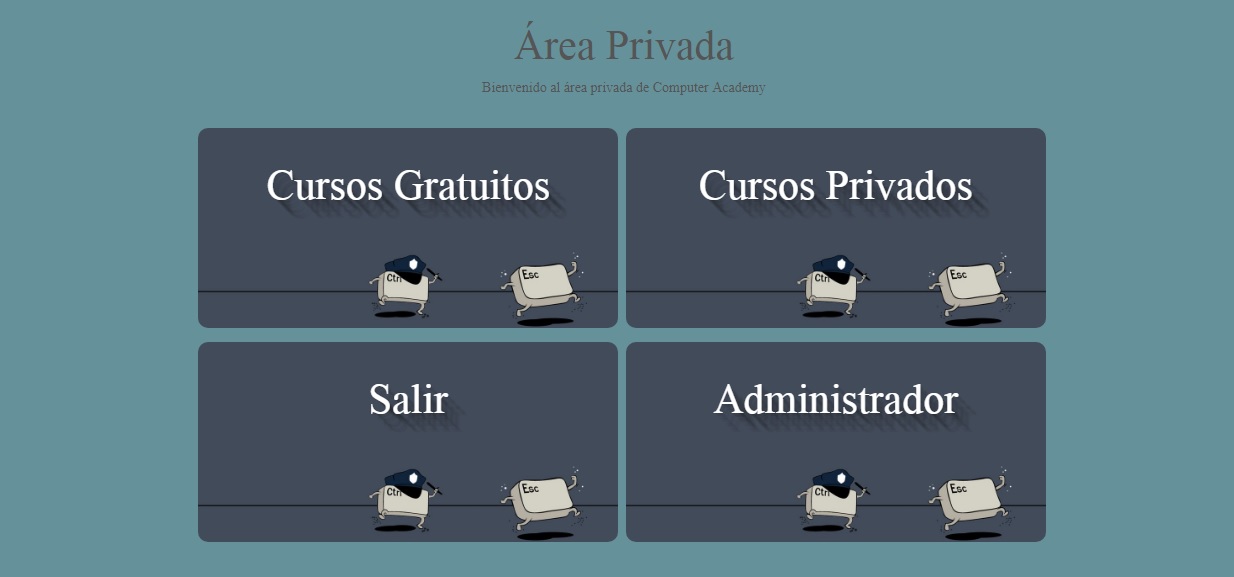 Área Privada
Bienvenido al área privada de Computer Academy
Cursos Gratuitos
Cursos Privados
Ctrl
Esc
Ctrl
Esc
Salir
Administrador
Ctrl
Esc
Ctrl
Esc